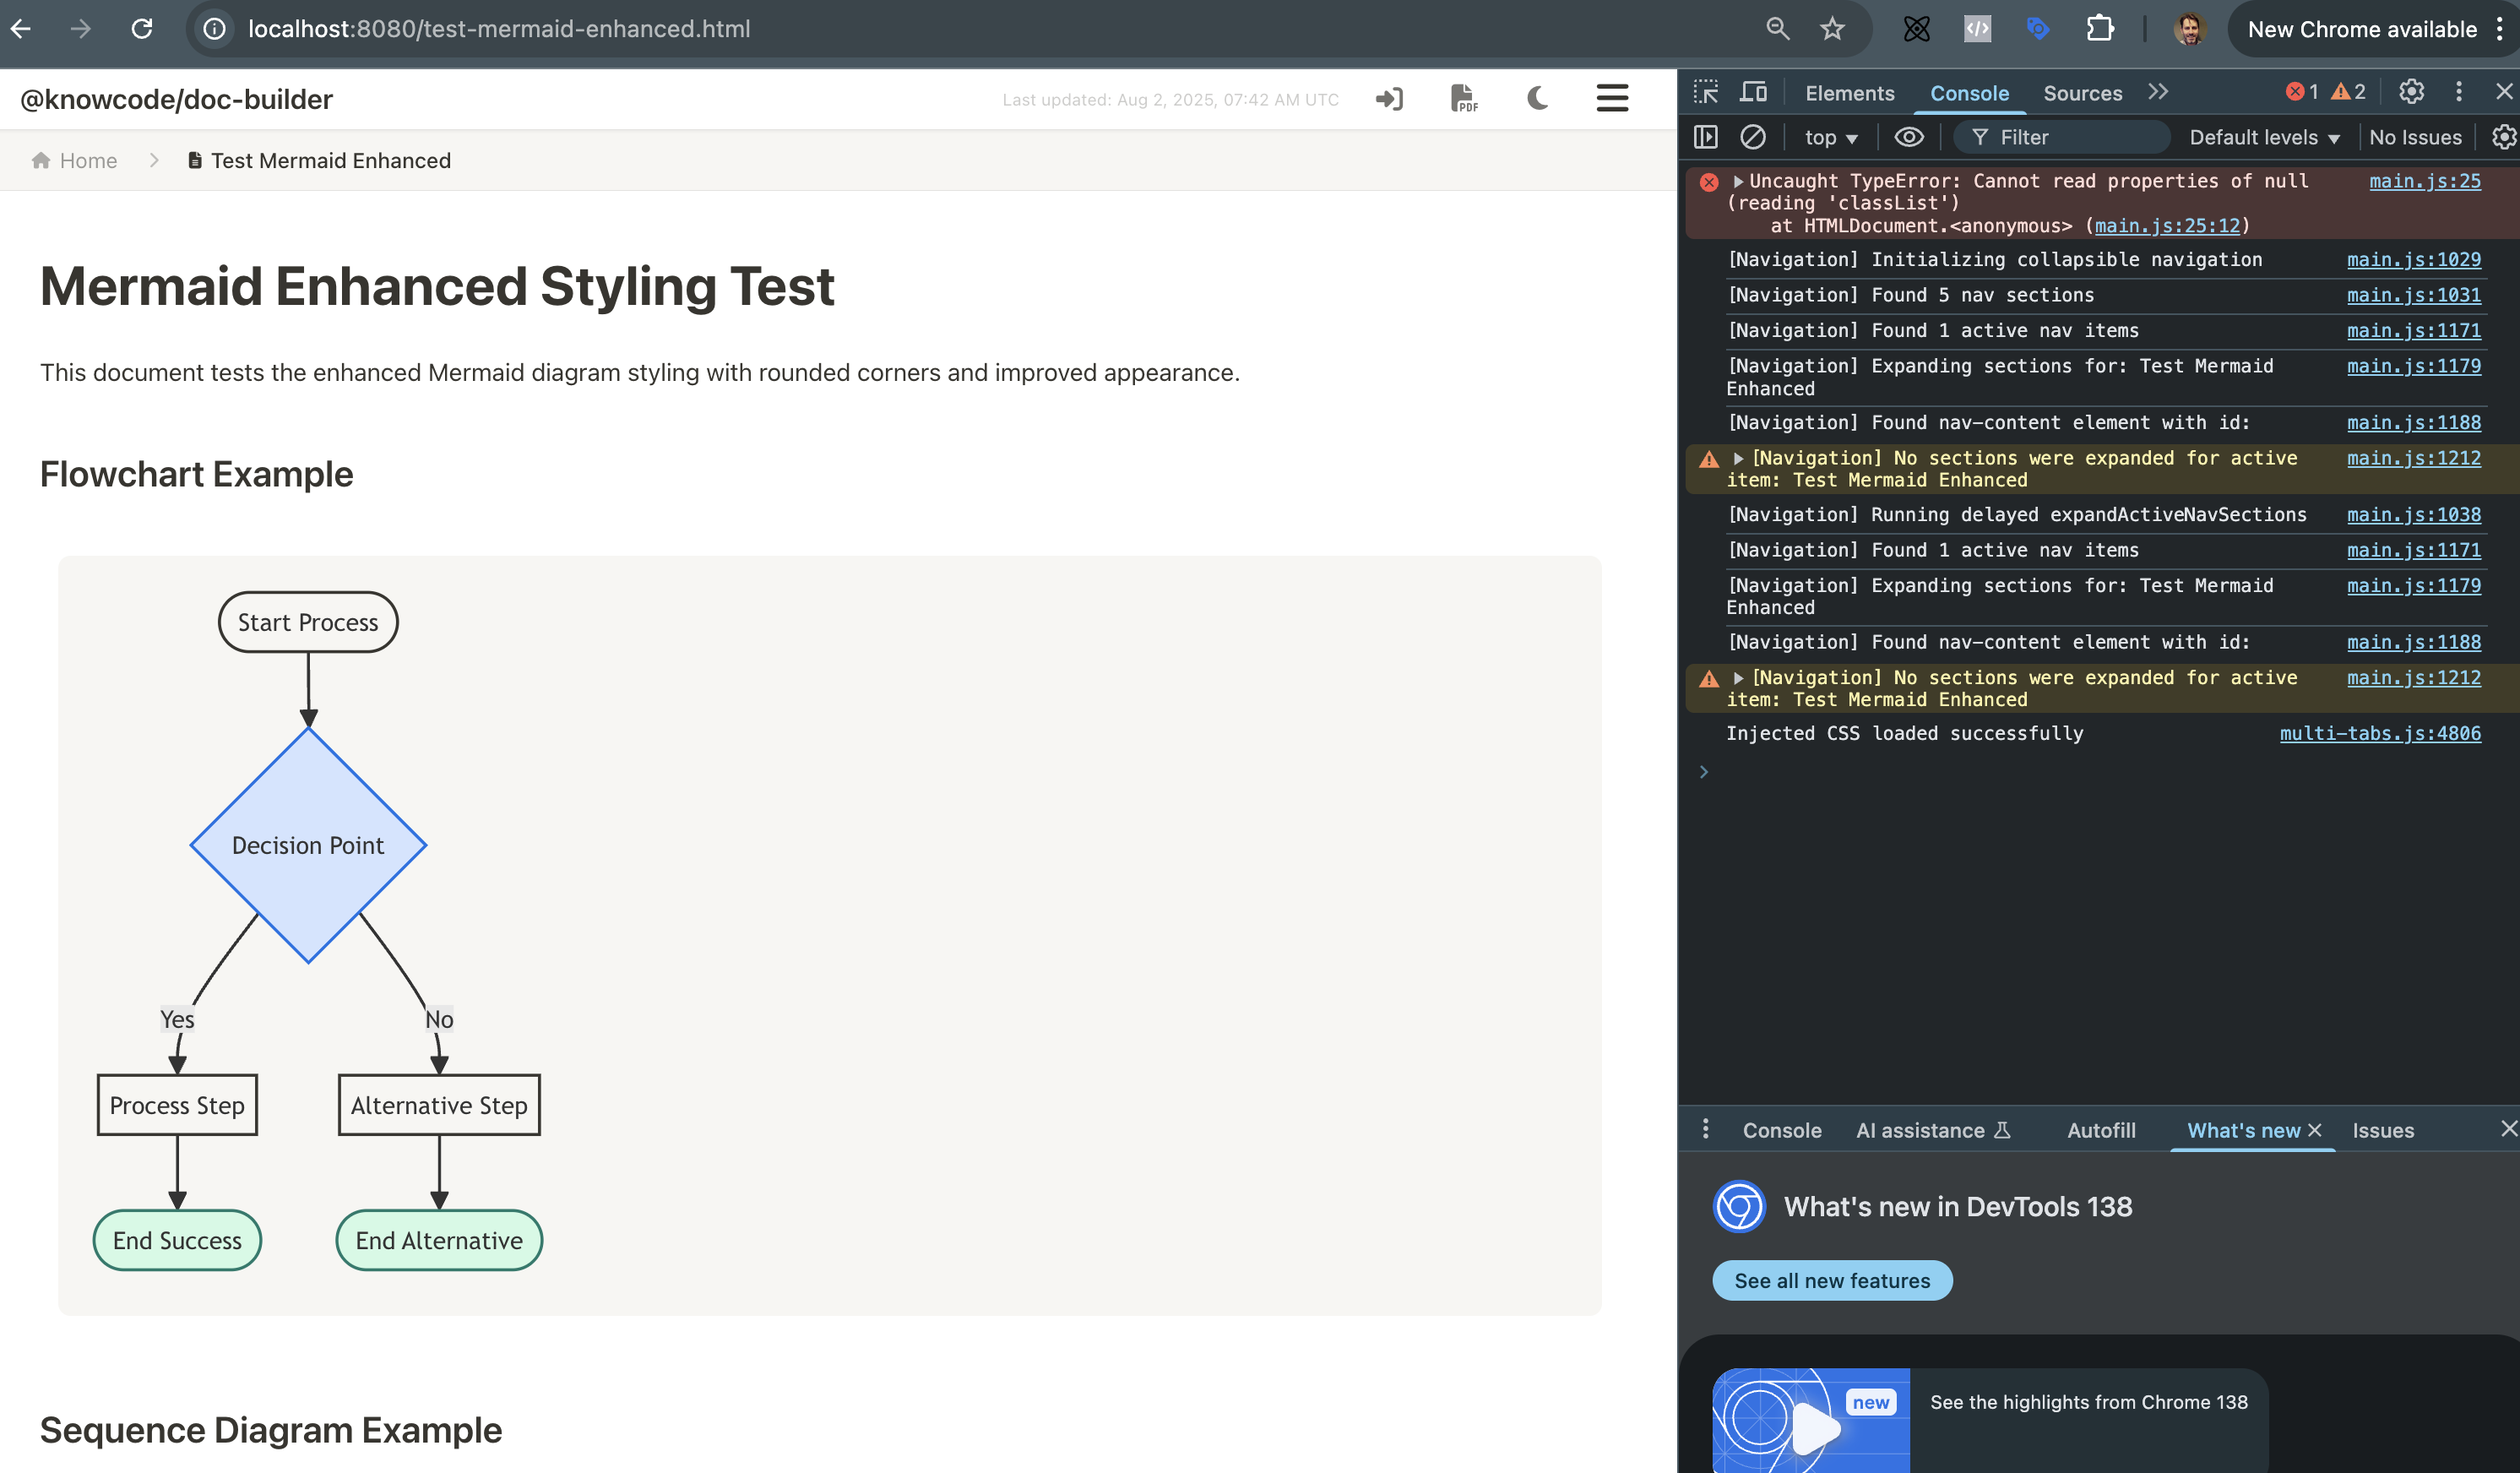 localhost:8080/test-mermaid-enhanced.html
New Chrome available
@knowcode/doc-builder
Last updated: Aug 2, 2025, 07:42 AM UTC
PDF
Home
Test Mermaid Enhanced
Mermaid Enhanced Styling Test
This document tests the enhanced Mermaid diagram styling with rounded corners and improved appearance.
Flowchart Example
Start Process
Decision Point
Yes
No
Process Step
Alternative Step
End Success
End Alternative
Sequence Diagram Example
Elements
Console
Sources
1
2
top
Filter
Default levels
No Issues
Uncaught TypeError: Cannot read properties of null main.js:25
(reading 'classList')
at HTMLDocument.<anonymous> (main.js:25:12)
[Navigation] Initializing collapsible navigation main.js:1029
[Navigation] Found 5 nav sections main.js:1031
[Navigation] Found 1 active nav items main.js:1171
[Navigation] Expanding sections for: Test Mermaid main.js:1179
Enhanced
[Navigation] Found nav-content element with id: main.js:1188
[Navigation] No sections were expanded for active main.js:1212
item: Test Mermaid Enhanced
[Navigation] Running delayed expandActiveNavSections main.js:1038
[Navigation] Found 1 active nav items main.js:1171
[Navigation] Expanding sections for: Test Mermaid main.js:1179
Enhanced
[Navigation] Found nav-content element with id: main.js:1188
[Navigation] No sections were expanded for active main.js:1212
item: Test Mermaid Enhanced
Injected CSS loaded successfully multi-tabs.js:4806
Console
AI assistance
Autofill
What's new
Issues
What's new in DevTools 138
See all new features
new
See the highlights from Chrome 138